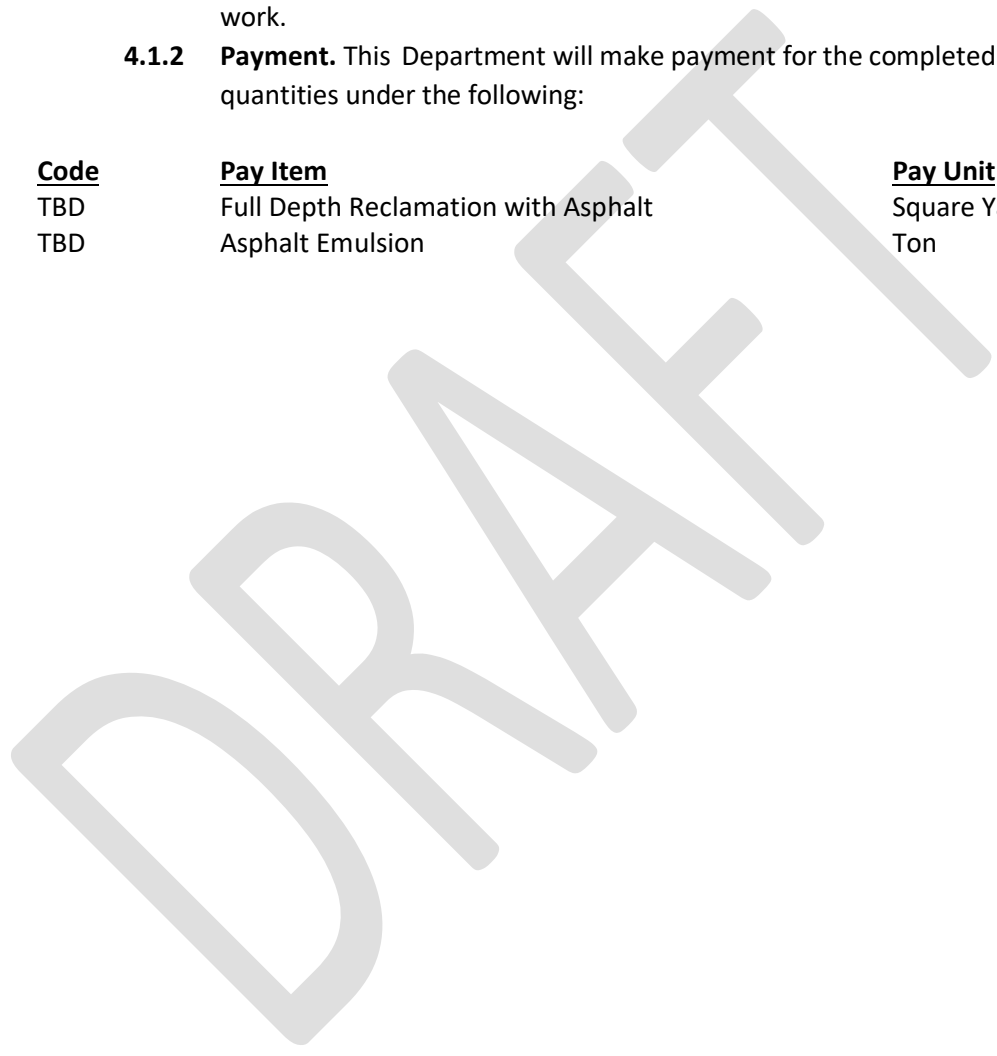 work.
4.1.2 Payment. This Department will make payment for the completed
quantities under the following:
Code Pay Item Pay Unit
TBD Full Depth Reclamation with Asphalt Square Y
TBD Asphalt Emulsion Ton
DRAFT